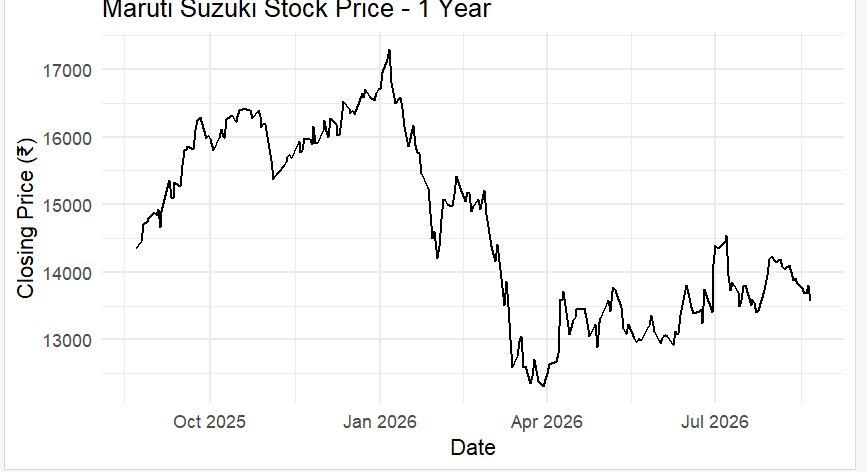 Maruti Suzuki Stock Price - 1 Year
17000
16000
15000
14000
13000
Closing Price (₹)
Oct 2025
Jan 2026
Apr 2026
Jul 2026
Date